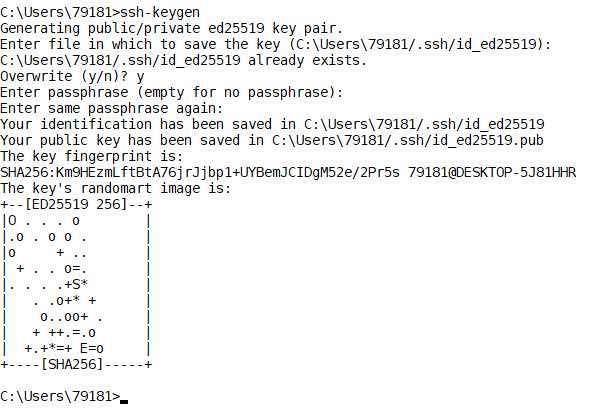 C:\Users\79181>ssh-keygen
Generating public/private ed25519 key pair.
Enter file in which to save the key (C:\Users\79181/.ssh/id_ed25519):
C:\Users\79181/.ssh/id_ed25519 already exists.
Overwrite (y/n)? y
Enter passphrase (empty for no passphrase):
Enter same passphrase again:
Your identification has been saved in C:\Users\79181/.ssh/id_ed25519
Your public key has been saved in C:\Users\79181/.ssh/id_ed25519.pub
The key fingerprint is:
SHA256:Km9HEzmLftBtA76jrJjbp1+UYBemJCIDgM52e/2Pr5s 79181@DESKTOP-5J81HHR
The key's randomart image is:
+--[ED25519 256]--+
|O . . . o        |
|.o . o o .       |
|o     + ..       |
| + . . o=.       |
|. . . .+S*       |
|   . .o+* +      |
|    o..oo+ .     |
|   + ++.=.o      |
|  +.+*=+ E=o     |
+----[SHA256]-----+
C:\Users\79181>